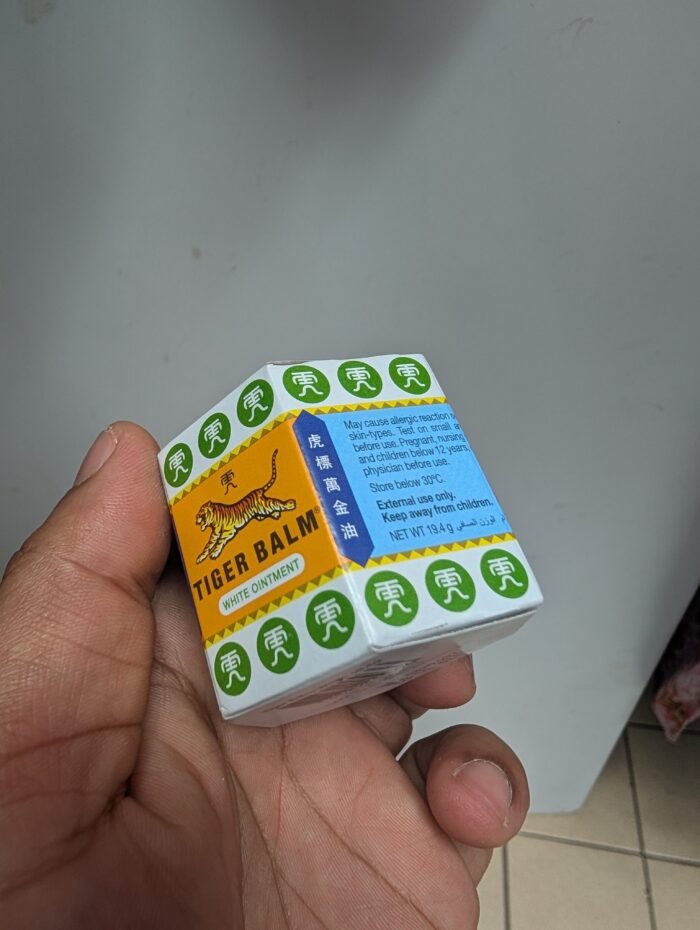 虎
TIGER BALM®
WHITE OINTMENT
虎標萬金油
May cause allergic reaction
skin-types. Test on small
before use. Pregnant, nursing
and children below 12 years,
physician before use.
Store below 30°C.
External use only.
Keep away from children.
NET WT 19.4 g الوزن الصافي